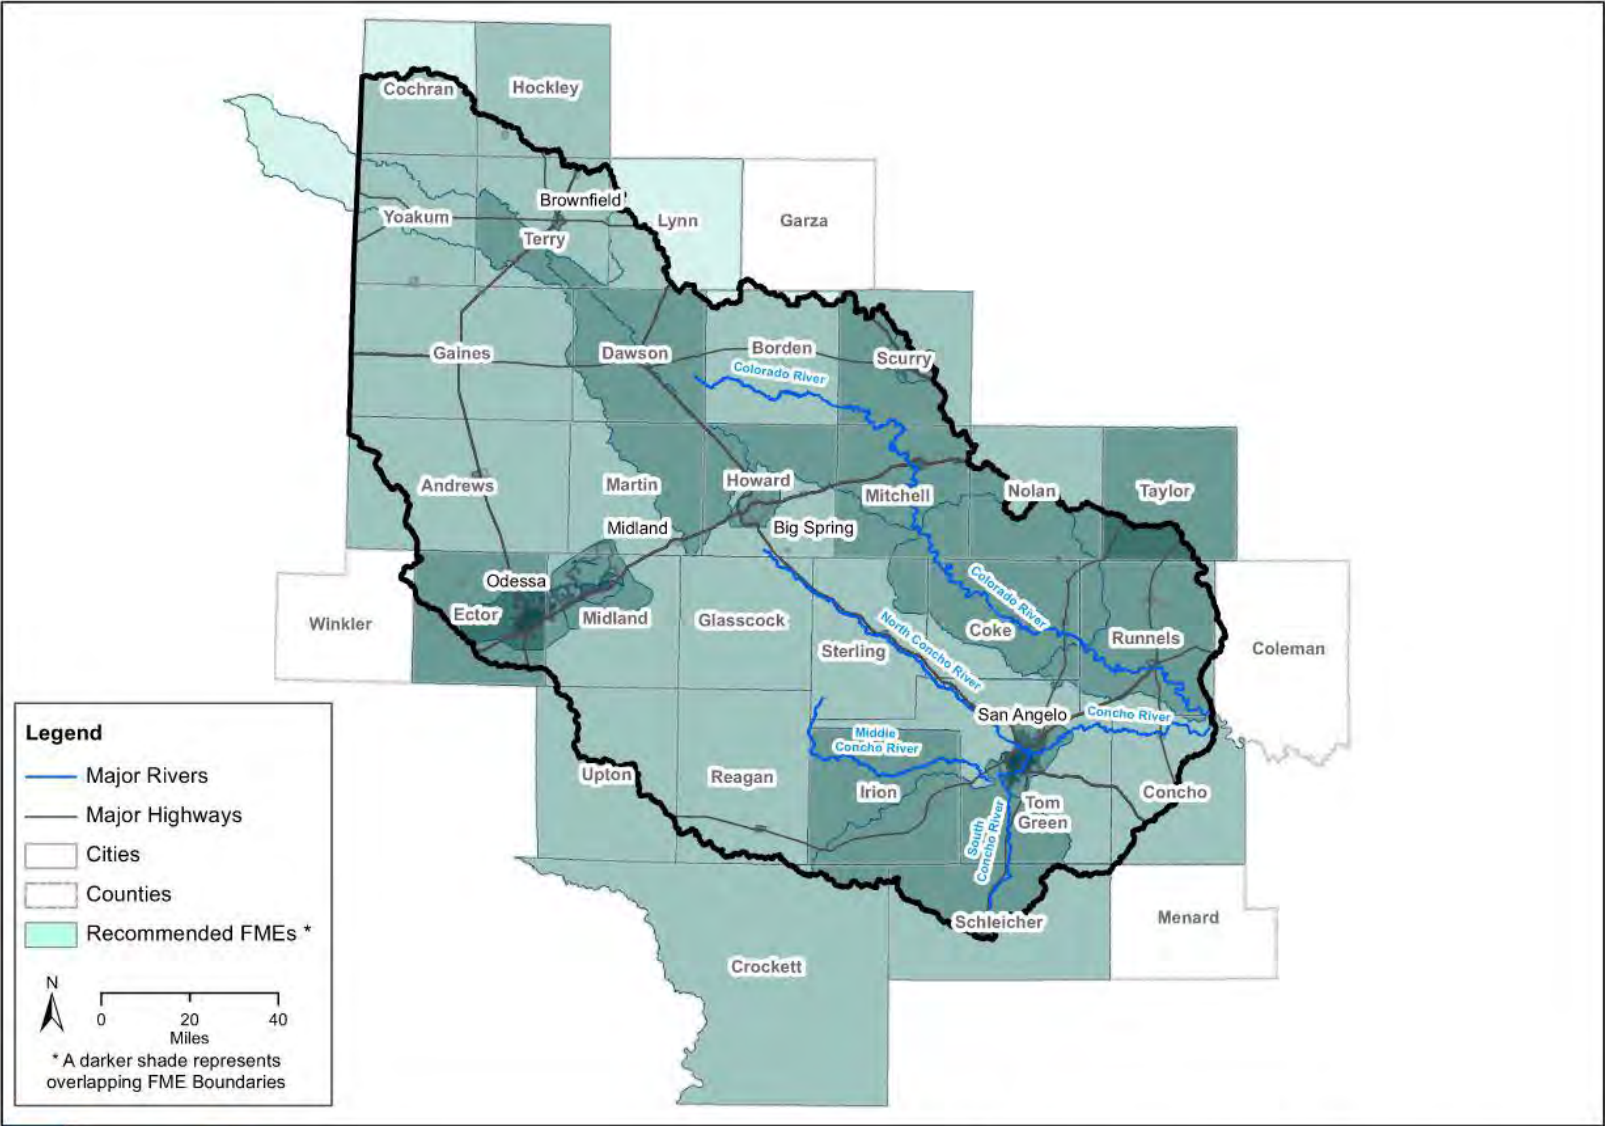 Cochran
Hockley
Brownfield
Yoakum
Lynn
Garza
Terry
Gaines
Dawson
Borden
Scurry
Colorado River
Andrews
Martin
Howard
Mitchell
Nolan
Taylor
Midland
Big Spring
Odessa
Ector
Midland
Glasscock
Colorado River
North Concho River
Coke
Runnels
Winkler
Sterling
Coleman
San Angelo
Concho River
Middle
Concho River
Upton
Reagan
Irion
Concho
Tom
Green
South
Concho River
Schleicher
Menard
Crockett
Legend
Major Rivers
Major Highways
Cities
Counties
Recommended FMEs *
N
0 20 40
Miles
* A darker shade represents
overlapping FME Boundaries